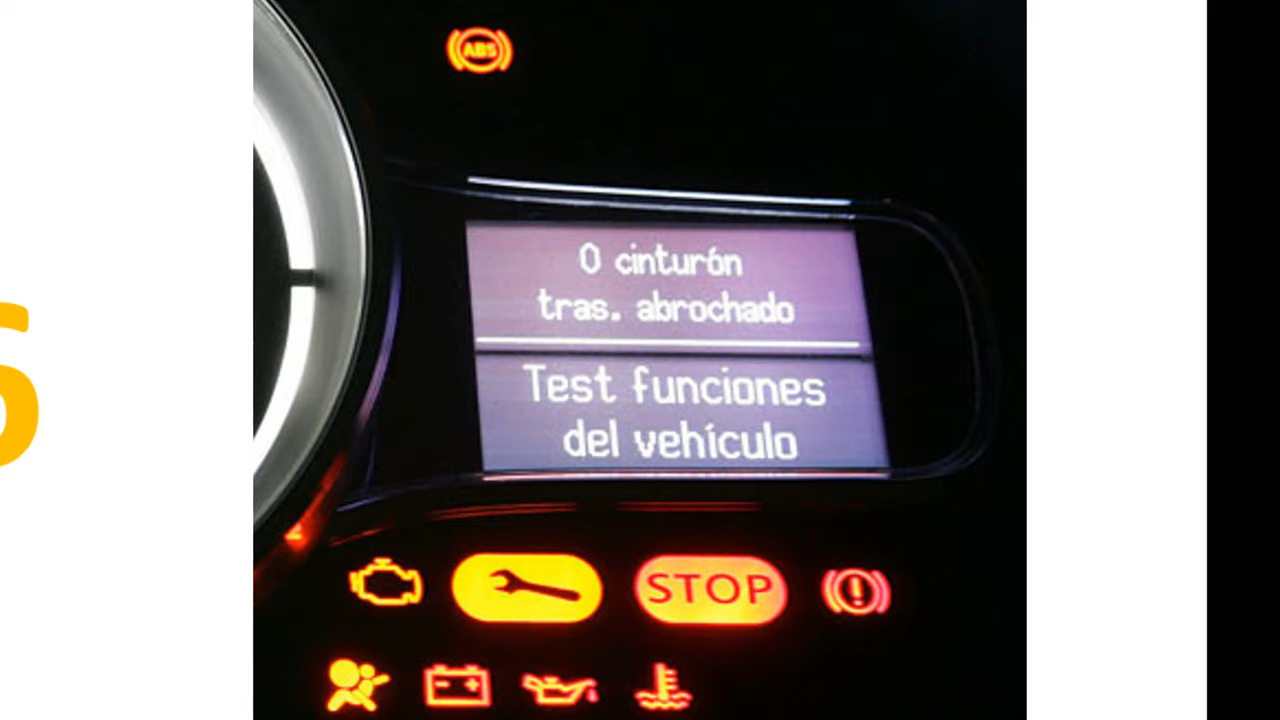 ABS
0 cinturón
tras. abrochado
Test funciones
del vehículo
STOP